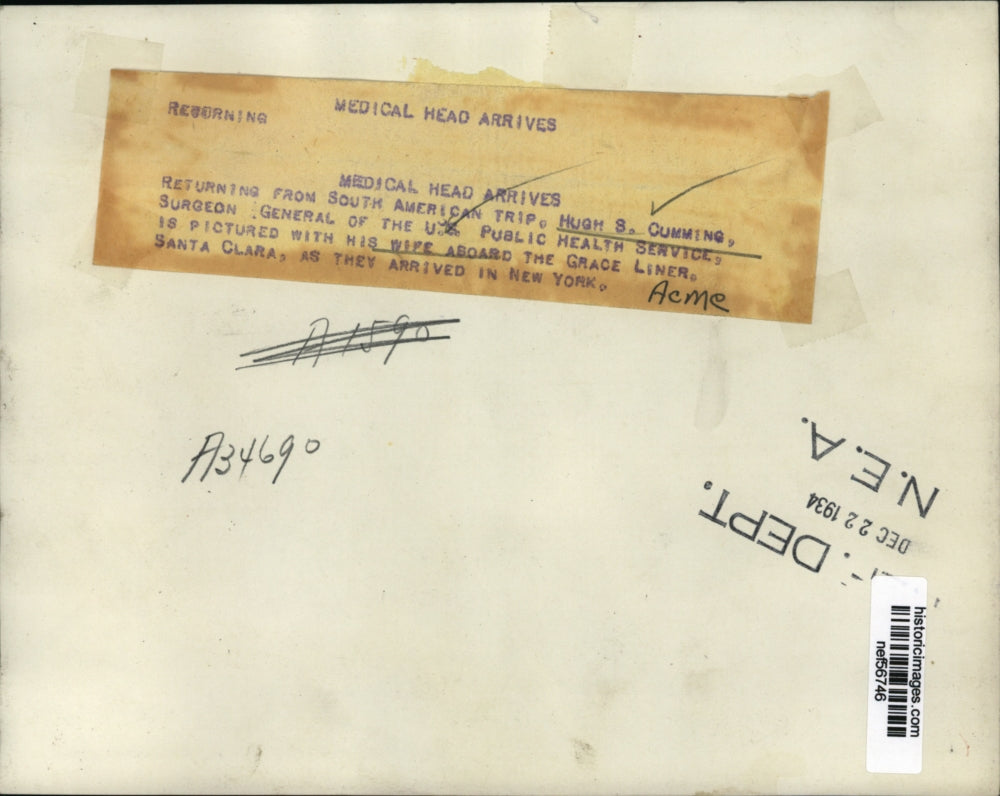 RETURNING MEDICAL HEAD ARRIVES
MEDICAL HEAD ARRIVES
RETURNING FROM SOUTH AMERICAN TRIP, HUGH S. CUMMING,
SURGEON GENERAL OF THE U.S. PUBLIC HEALTH SERVICE,
IS PICTURED WITH HIS WIFE ABOARD THE GRACE LINER,
SANTA CLARA, AS THEY ARRIVED IN NEW YORK.
Acme
A1590
A34690
N.E.A.
DEC 22 1934
DEPT.
historicimages.com
nef56746